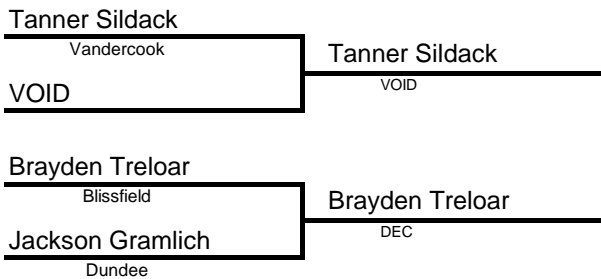 Tanner Sildack
Vandercook
Tanner Sildack
VOID
VOID
Brayden Treloar
Blissfield
Brayden Treloar
DEC
Jackson Gramlich
Dundee